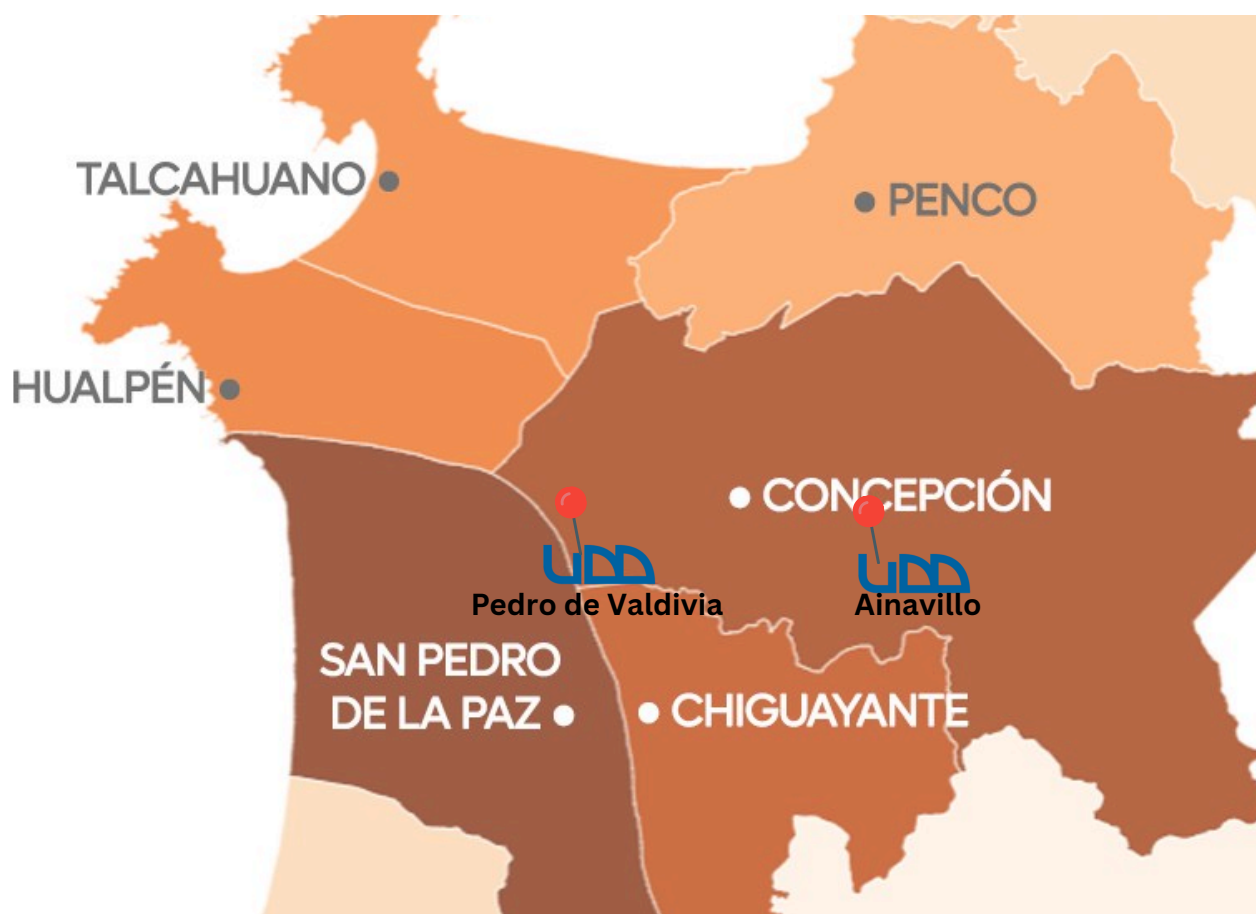 TALCAHUANO
PENCO
HUALPÉN
CONCEPCIÓN
UDD
Pedro de Valdivia
UDD
Ainavillo
SAN PEDRO
DE LA PAZ
CHIGUAYANTE